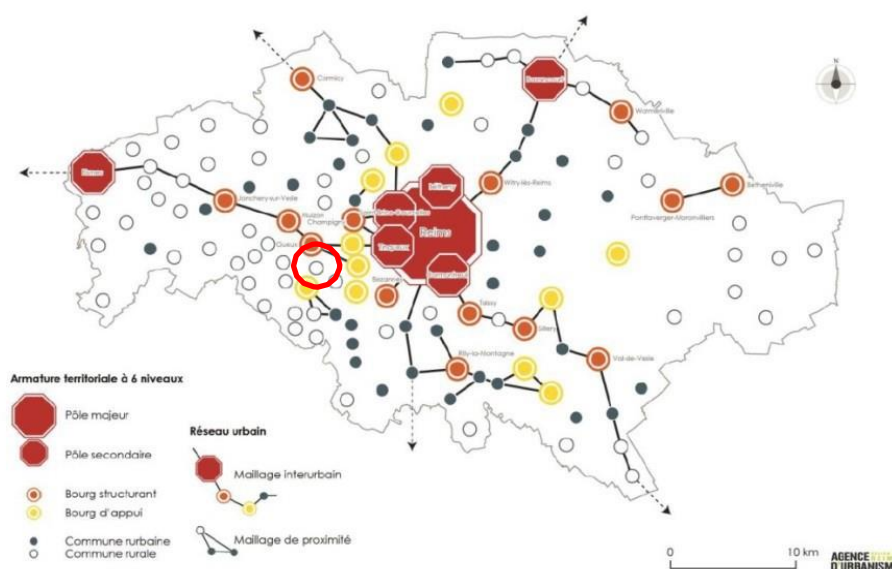 N
Cormicy
Warmeriville
Fismes
Bétheny
Witry-lès-Reims
Betheniville
Jonchery-sur-Vesle
Pontfaverger-Moronvilliers
Muizon
Champigny
Gueux
Reims
Tinqueux
Bezannes
Taissy
Sillery
Rilly-la-Montagne
Val-de-Vesle
Armature territoriale à 6 niveaux
Pôle majeur
Pôle secondaire
Bourg structurant
Bourg d'appui
Commune rurbaine
Commune rurale
Réseau urbain
Maillage interurbain
Maillage de proximité
0
10 km
AGENCE
D'URBANISM